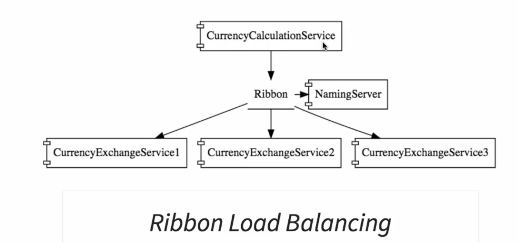 CurrencyCalculationService
Ribbon
NamingServer
CurrencyExchangeService1
CurrencyExchangeService2
CurrencyExchangeService3
Ribbon Load Balancing